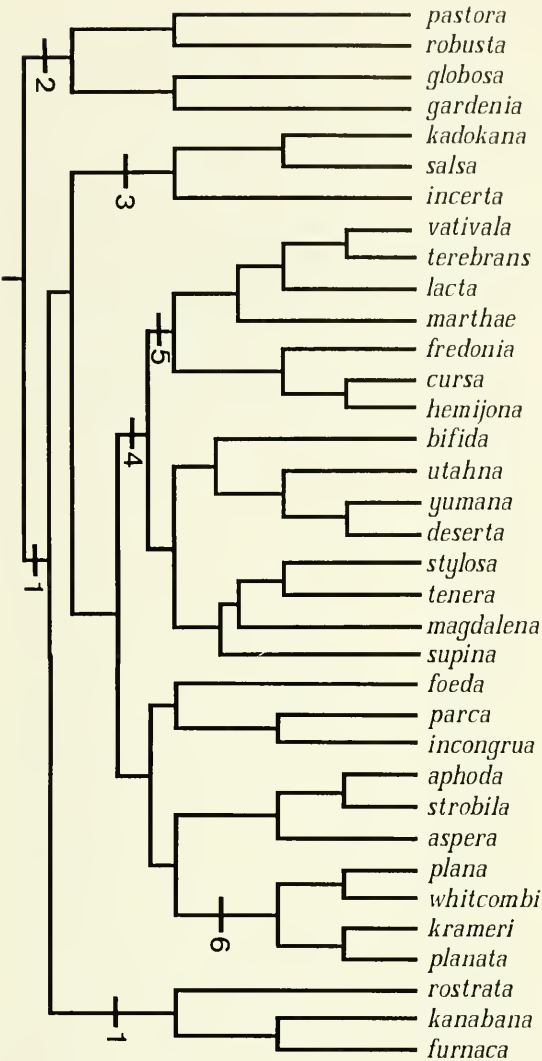 pastora
robusta
2
globosa
gardenia
kadokana
salsa
3
incerta
vativala
terebrans
lacta
marthae
5
fredonia
cursa
hemijona
4
bifida
utahna
yumana
deserta
1
stylosa
tenera
magdalena
supina
foeda
parca
incongrua
aphoda
strobila
aspera
plana
whitcombi
6
krameri
planata
rostrata
1
kanabana
furnaca